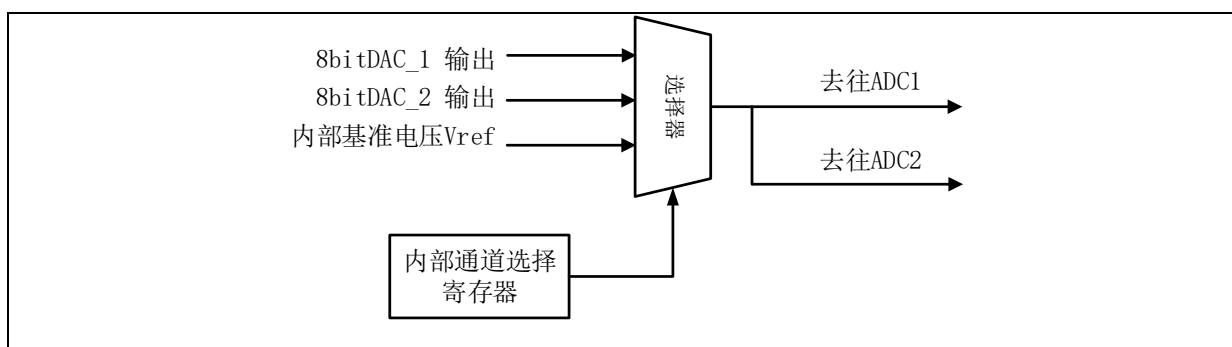 8bitDAC_1 输出
8bitDAC_2 输出
内部基准电压Vref
选择器
去往ADC1
去往ADC2
内部通道选择
寄存器